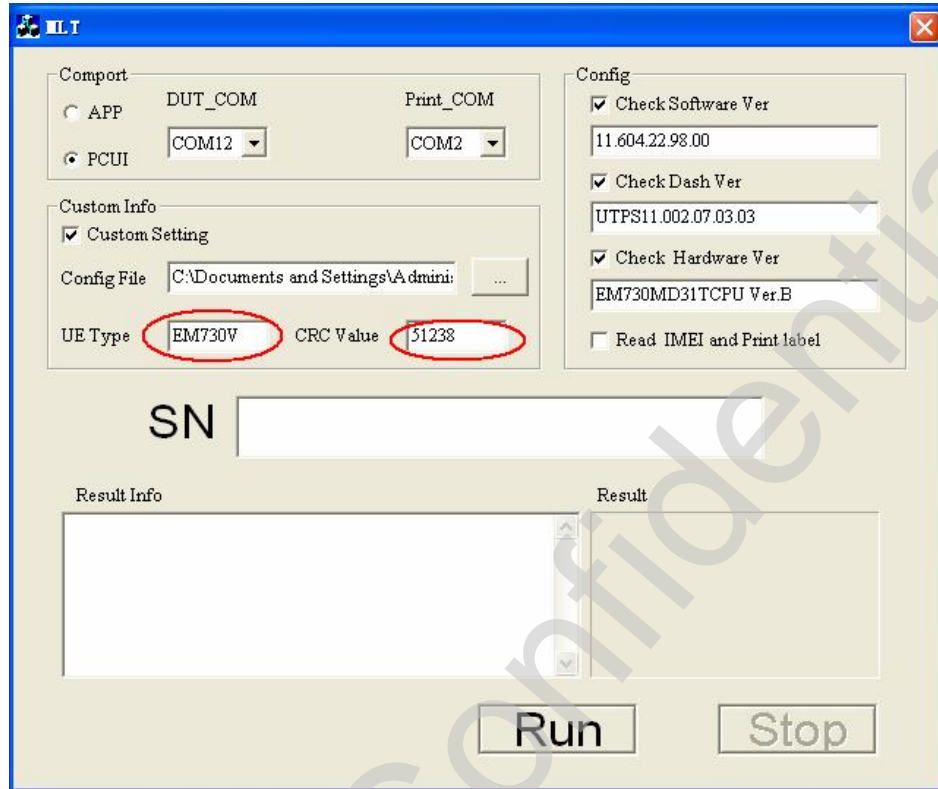 MLT
Comport
APP
DUT_COM
Print_COM
COM12
COM2
PCUI
Config
Check Software Ver
11.604.22.98.00
Check Dash Ver
UTPS11.002.07.03.03
Check Hardware Ver
EM730MD31TCPU Ver.B
Read IMEI and Print label
Custom Info
Custom Setting
Config File
C:\Documents and Settings\Adminis
...
UE Type
EM730V
CRC Value
51238
SN
Result Info
Result
Run
Stop
Confidentia